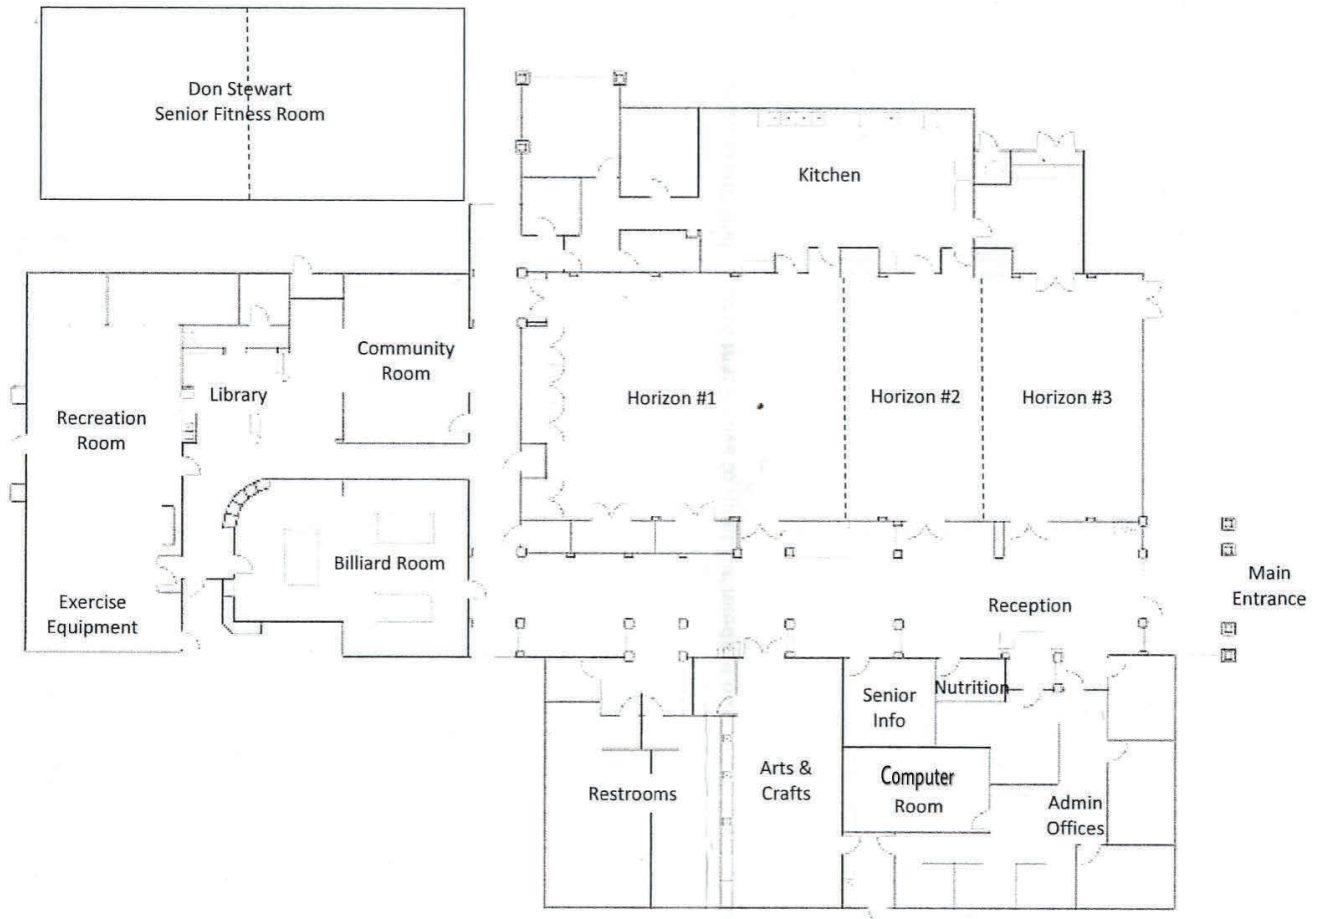 Don Stewart
Senior Fitness Room
Kitchen
Community
Room
Library
Recreation
Room
Horizon #1
Horizon #2
Horizon #3
Billiard Room
Exercise
Equipment
Main
Entrance
Reception
Senior
Info
Nutrition
Restrooms
Arts &
Crafts
Computer
Room
Admin
Offices